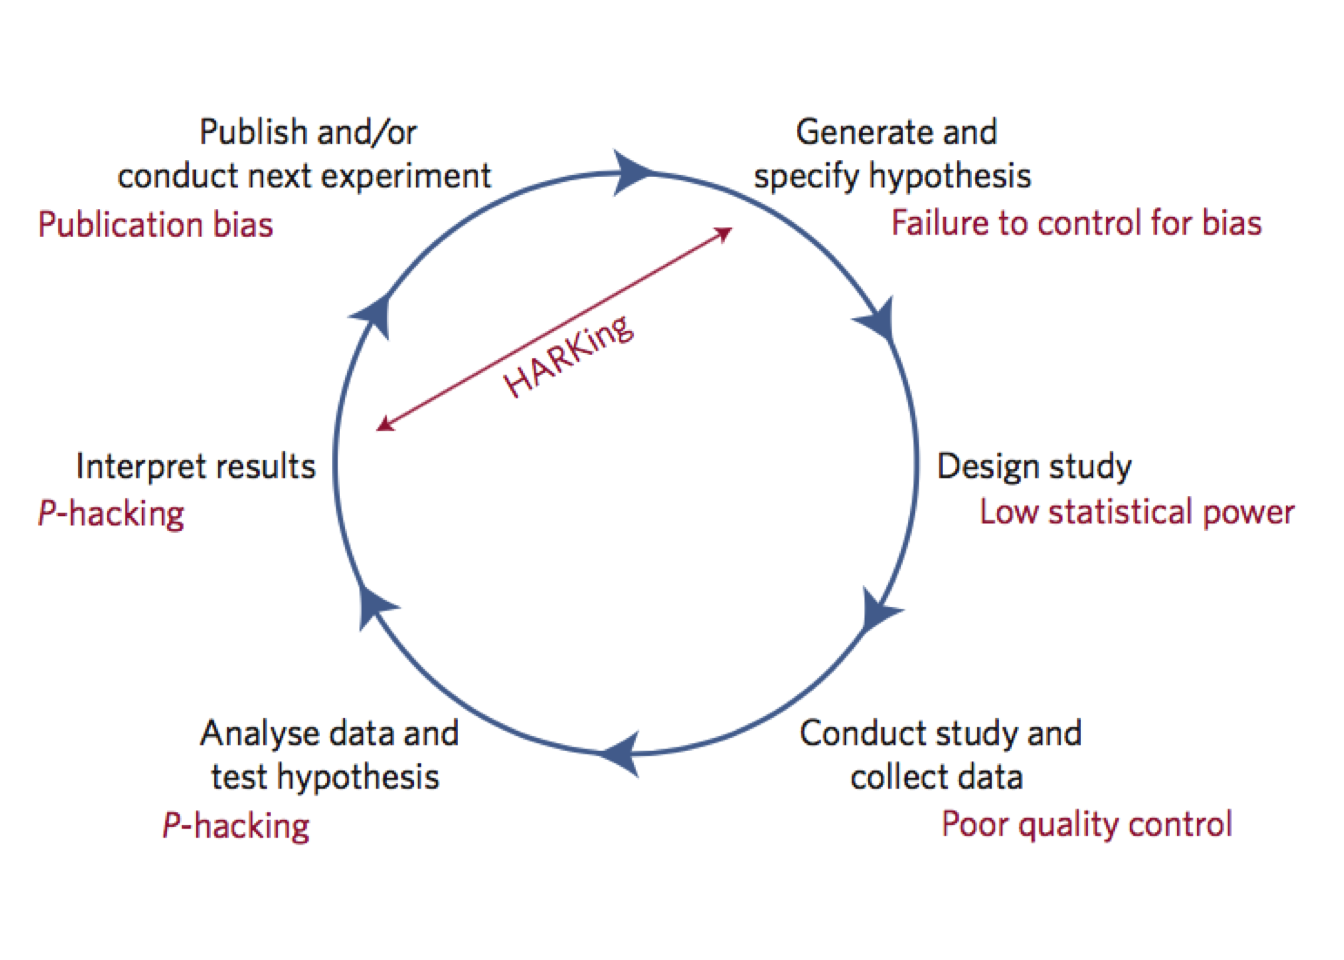 Publish and/or
conduct next experiment
Publication bias
Generate and
specify hypothesis
Failure to control for bias
HARKing
Interpret results
P-hacking
Design study
Low statistical power
Analyse data and
test hypothesis
P-hacking
Conduct study and
collect data
Poor quality control